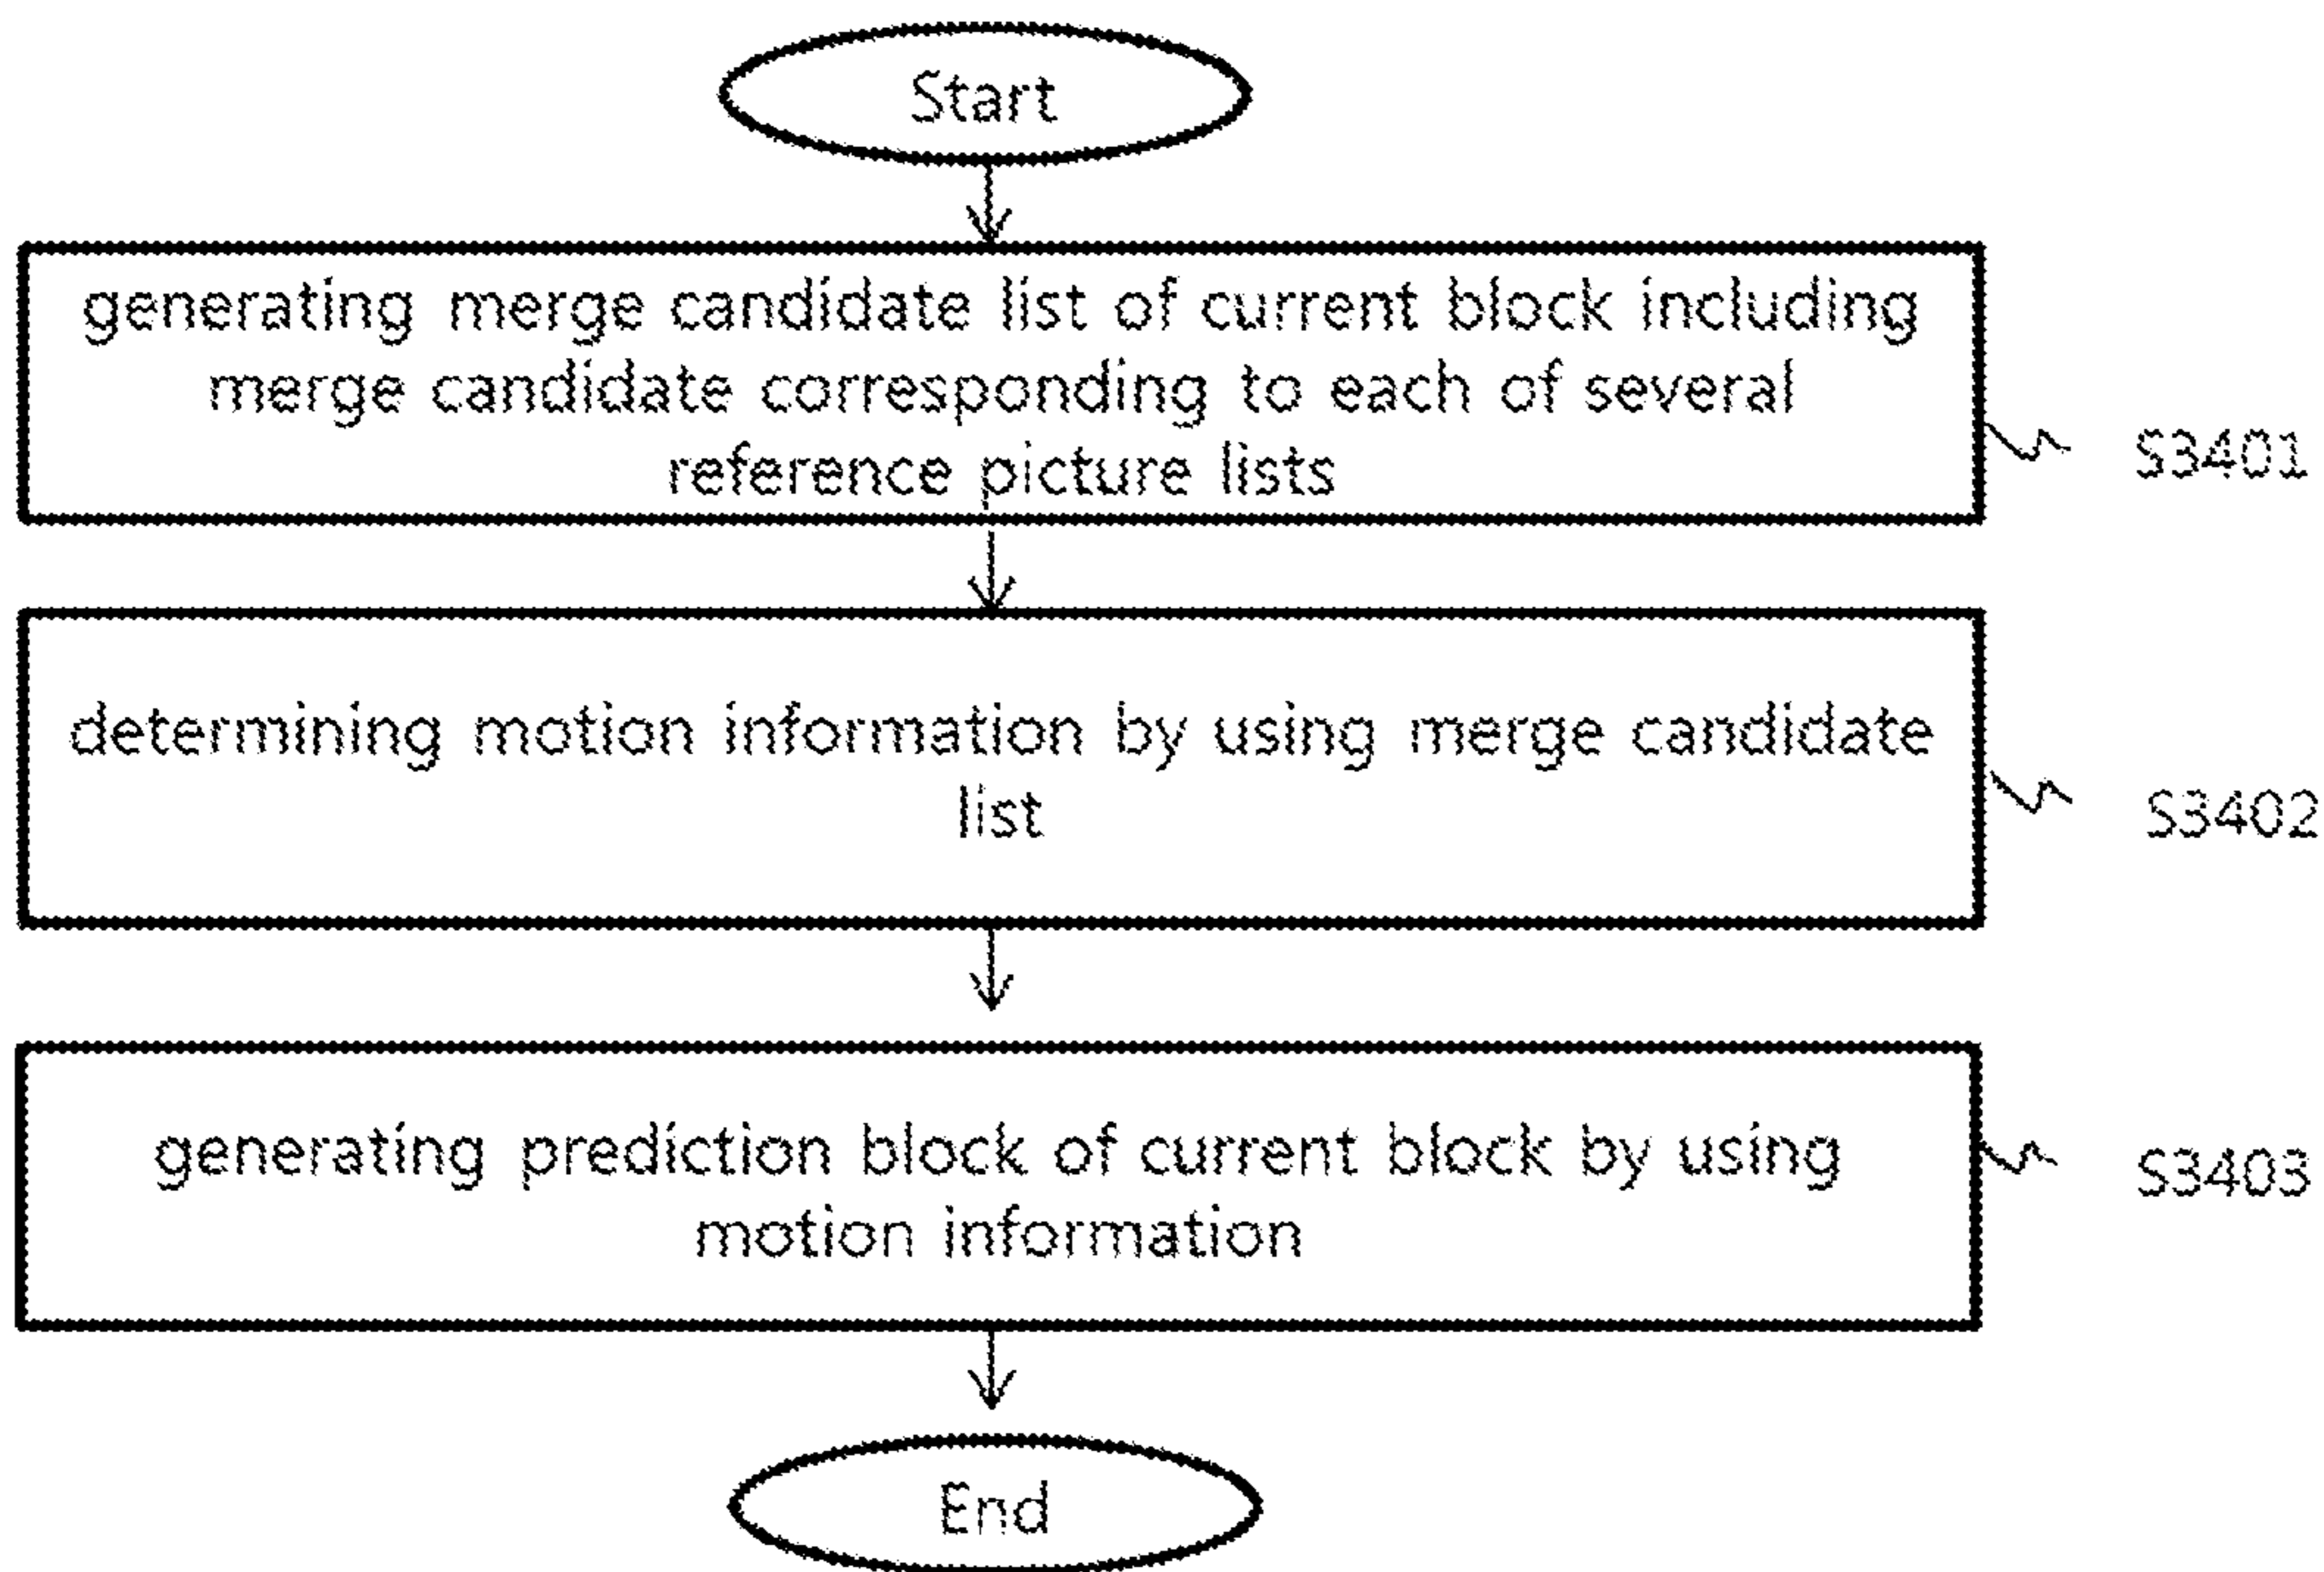 Start
generating merge candidate list of current block including
merge candidate corresponding to each of several
reference picture lists
S3401
determining motion information by using merge candidate
list
S3402
generating prediction block of current block by using
motion information
S3403
End